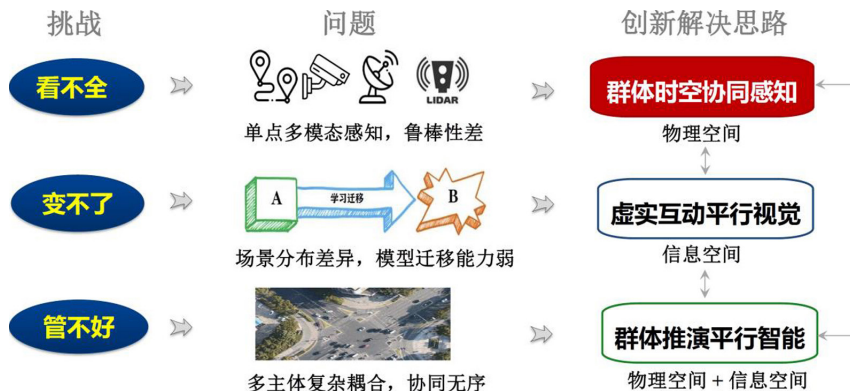 挑战
问题
创新解决思路
看不全
LIDAR
单点多模态感知，鲁棒性差
群体时空协同感知
物理空间
变不了
A
学习迁移
B
场景分布差异，模型迁移能力弱
虚实互动平行视觉
信息空间
管不好
多主体复杂耦合，协同无序
群体推演平行智能
物理空间 + 信息空间